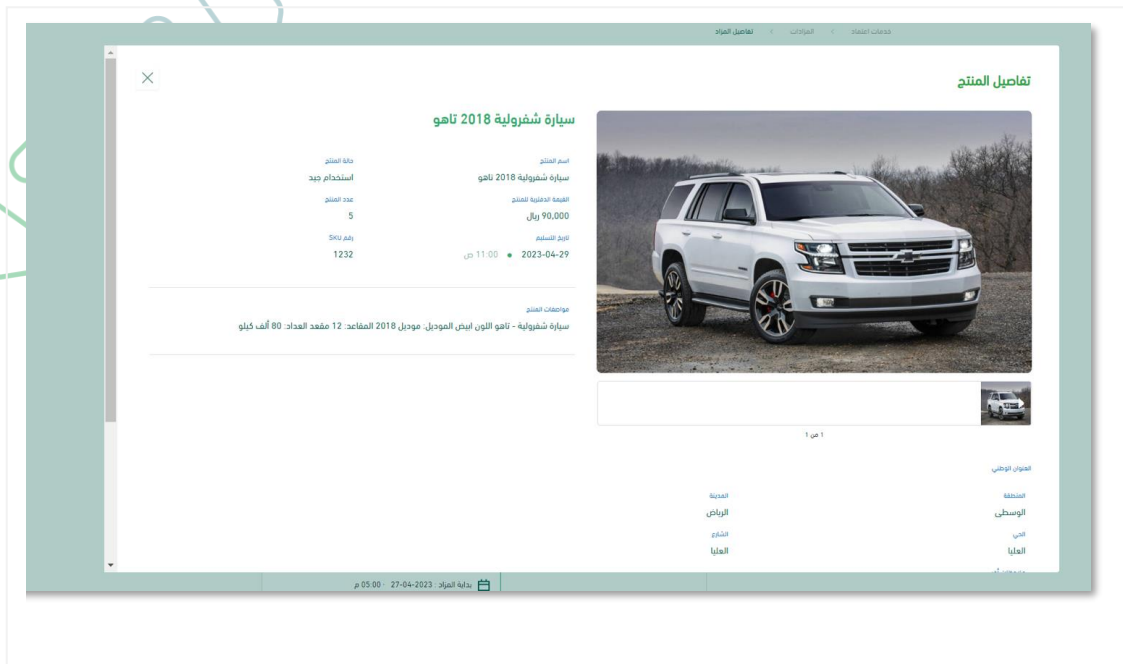 خدمات اعتماد > المزادات > تفاصيل المزاد
تفاصيل المنتج
سيارة شفرولية 2018 تاهو
اسم المنتج
سيارة شفرولية 2018 تاهو
حالة المنتج
استخدام جيد
القيمة الدفترية للمنتج
90,000 ريال
عدد المنتج
5
تاريخ التسليم
2023-04-29 • 11:00 ص
رقم SKU
1232
مواصفات المنتج
سيارة شفرولية - تاهو اللون ابيض الموديل: موديل 2018 المقاعد: 12 مقعد العداد: 80 ألف كيلو
1 من 1
العنوان الوطني
المنطقة
الوسطى
المدينة
الرياض
الحي
العليا
الشارع
العليا
بداية المزاد : 2023-04-27 · 05:00 م